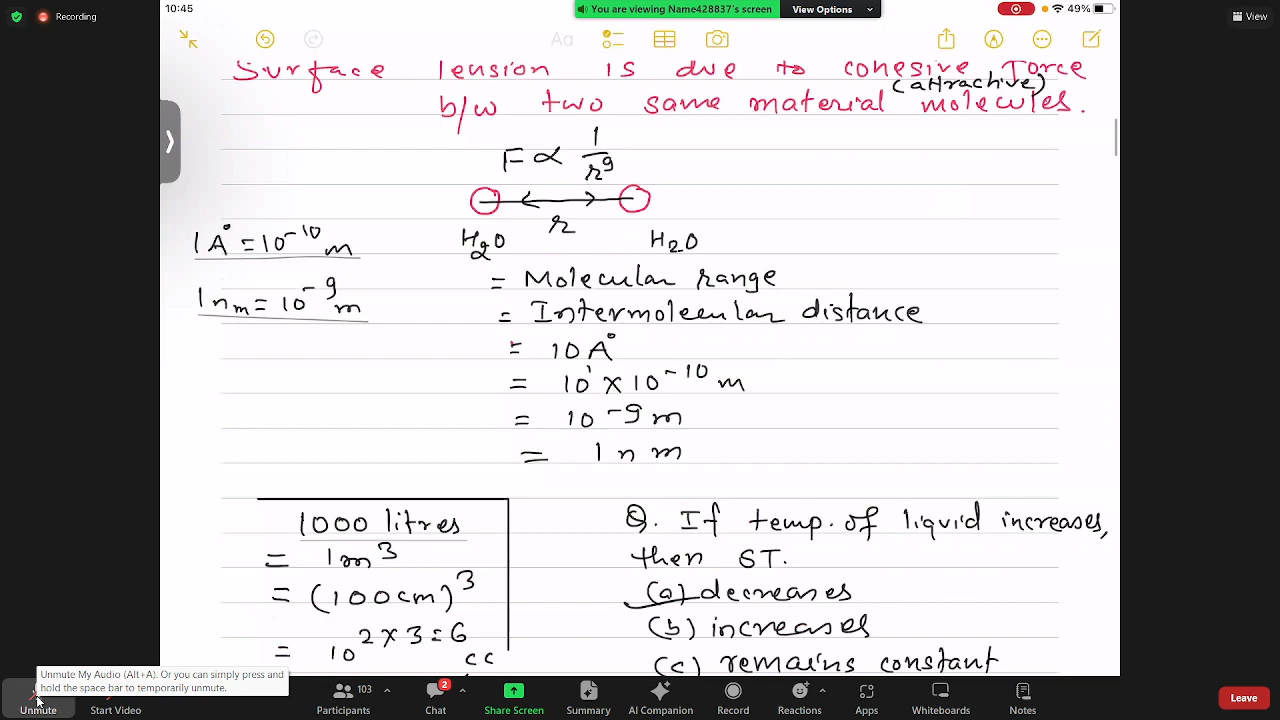 10:45
You are viewing Name428837's screen
View Options
49%
Recording
View
Aa
Surface tension is due to cohesive force
(attractive)
b/w two same material molecules.
F ∝ 1/r⁹
r
H₂O H₂O
1 A° = 10⁻¹⁰ m
1 nm = 10⁻⁹ m
= Molecular range
= Intermolecular distance
= 10 A°
= 10¹ × 10⁻¹⁰ m
= 10⁻⁹ m
= 1 n m
1000 litres
= 1m³
= (100cm)³
= 10² ˣ ³ ⁼ ⁶ cc
Q. If temp. of liquid increases,
then ST.
(a) decreases
(b) increases
(c) remains constant
Unmute My Audio (Alt+A). Or you can simply press and
hold the space bar to temporarily unmute.
103
2
Unmute
Start Video
Participants
Chat
Share Screen
Summary
AI Companion
Record
Reactions
Apps
Whiteboards
Notes
Leave